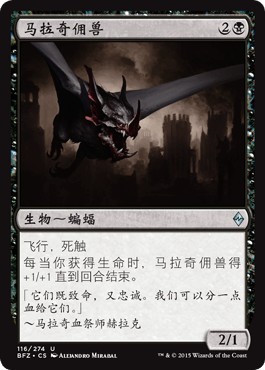 马拉奇佣兽 2
生物～蝙蝠
飞行，死触
每当你获得生命时，马拉奇佣兽得
+1/+1直到回合结束。
「它们既致命，又忠诚。我们可以分一点
血给它们。」
～马拉奇血祭师赫拉克
2/1
116/274 U
BFZ • CS Alejandro Mirabal
™ & © 2015 Wizards of the Coast